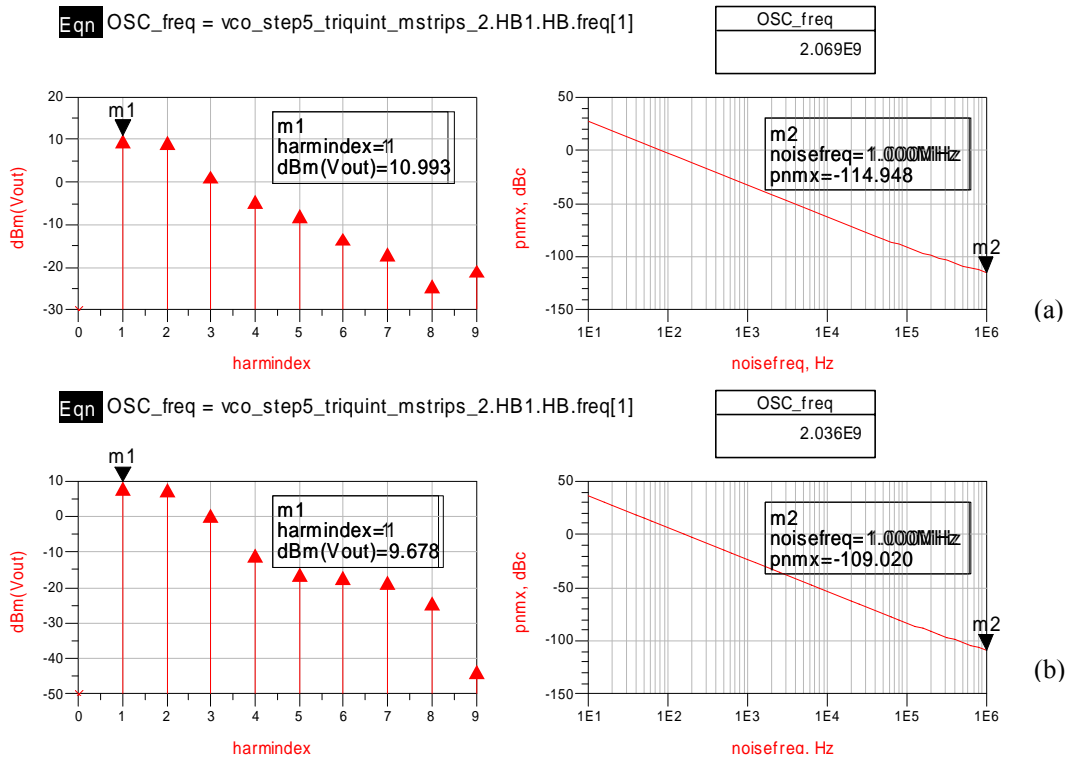 Eqn OSC_freq = vco_step5_triquint_mstrips_2.HB1.HB.freq[1]
OSC_freq
2.069E9
m1
m1
harmindex=1
dBm(Vout)=10.993
20
10
0
-10
-20
-30
dBm(Vout)
0 1 2 3 4 5 6 7 8 9
harmindex
m2
noisefreq=1.000MHz
pnmx=-114.948
m2
50
0
-50
-100
-150
pnmx, dBc
1E1 1E2 1E3 1E4 1E5 1E6
noisefreq, Hz
(a)
Eqn OSC_freq = vco_step5_triquint_mstrips_2.HB1.HB.freq[1]
OSC_freq
2.036E9
m1
m1
harmindex=1
dBm(Vout)=9.678
10
0
-10
-20
-30
-40
-50
dBm(Vout)
0 1 2 3 4 5 6 7 8 9
harmindex
m2
noisefreq=1.000MHz
pnmx=-109.020
m2
50
0
-50
-100
-150
pnmx, dBc
1E1 1E2 1E3 1E4 1E5 1E6
noisefreq, Hz
(b)